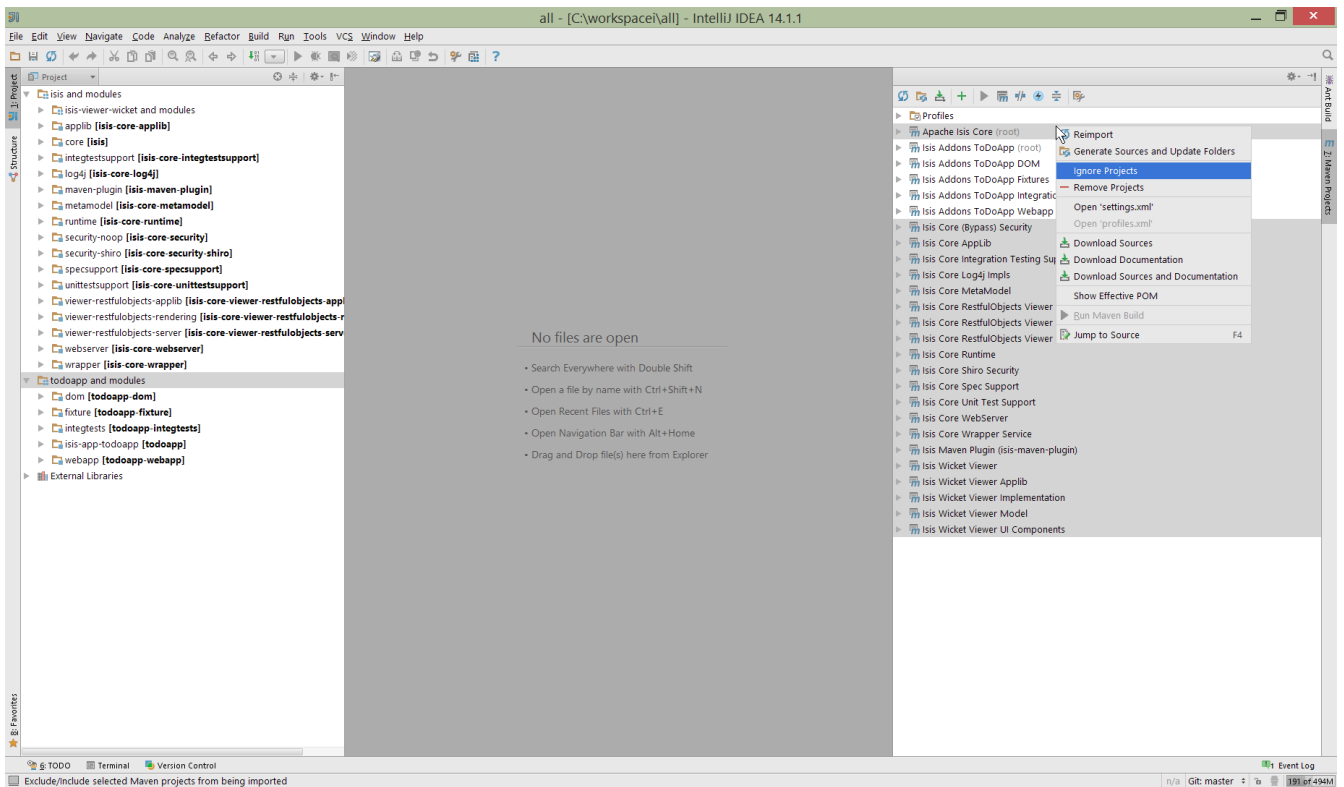 all - [C:\workspacei\all] - IntelliJ IDEA 14.1.1
File Edit View Navigate Code Analyze Refactor Build Run Tools VCS Window Help
Project
1: Project
Structure
8: Favorites
isis and modules
isis-viewer-wicket and modules
applib [isis-core-applib]
core [isis]
integtestsupport [isis-core-integtestsupport]
log4j [isis-core-log4j]
maven-plugin [isis-maven-plugin]
metamodel [isis-core-metamodel]
runtime [isis-core-runtime]
security-noop [isis-core-security]
security-shiro [isis-core-security-shiro]
specsupport [isis-core-specsupport]
unittestsupport [isis-core-unittestsupport]
viewer-restfulobjects-applib [isis-core-viewer-restfulobjects-appl
viewer-restfulobjects-rendering [isis-core-viewer-restfulobjects-r
viewer-restfulobjects-server [isis-core-viewer-restfulobjects-serv
webserver [isis-core-webserver]
wrapper [isis-core-wrapper]
todoapp and modules
dom [todoapp-dom]
fixture [todoapp-fixture]
integtests [todoapp-integtests]
isis-app-todoapp [todoapp]
webapp [todoapp-webapp]
External Libraries
No files are open
• Search Everywhere with Double Shift
• Open a file by name with Ctrl+Shift+N
• Open Recent Files with Ctrl+E
• Open Navigation Bar with Alt+Home
• Drag and Drop file(s) here from Explorer
Profiles
Apache Isis Core (root)
Isis Addons ToDoApp (root)
Isis Addons ToDoApp DOM
Isis Addons ToDoApp Fixtures
Isis Addons ToDoApp Integratic
Isis Addons ToDoApp Webapp
Isis Core (Bypass) Security
Isis Core AppLib
Isis Core Integration Testing Sup
Isis Core Log4j Impls
Isis Core MetaModel
Isis Core RestfulObjects Viewer
Isis Core RestfulObjects Viewer
Isis Core RestfulObjects Viewer
Isis Core Runtime
Isis Core Shiro Security
Isis Core Spec Support
Isis Core Unit Test Support
Isis Core WebServer
Isis Core Wrapper Service
Isis Maven Plugin (isis-maven-plugin)
Isis Wicket Viewer
Isis Wicket Viewer Applib
Isis Wicket Viewer Implementation
Isis Wicket Viewer Model
Isis Wicket Viewer UI Components
Reimport
Generate Sources and Update Folders
Ignore Projects
Remove Projects
Open 'settings.xml'
Open 'profiles.xml'
Download Sources
Download Documentation
Download Sources and Documentation
Show Effective POM
Run Maven Build
Jump to Source F4
Ant Build
Maven Projects
6: TODO Terminal Version Control
1 Event Log
Exclude/Include selected Maven projects from being imported
n/a Git: master 191 of 494M